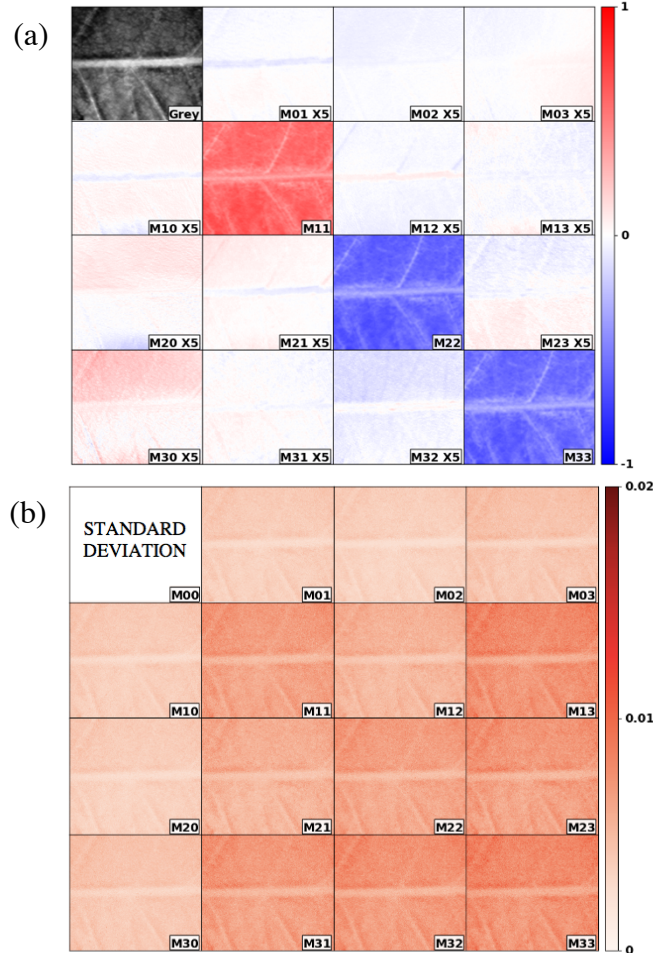 (a)
1
Grey
M01 X5
M02 X5
M03 X5
M10 X5
M11
M12 X5
M13 X5
0
M20 X5
M21 X5
M22
M23 X5
M30 X5
M31 X5
M32 X5
M33
-1
(b)
0.02
STANDARD
DEVIATION
M00
M01
M02
M03
M10
M11
M12
M13
0.01
M20
M21
M22
M23
M30
M31
M32
M33
0